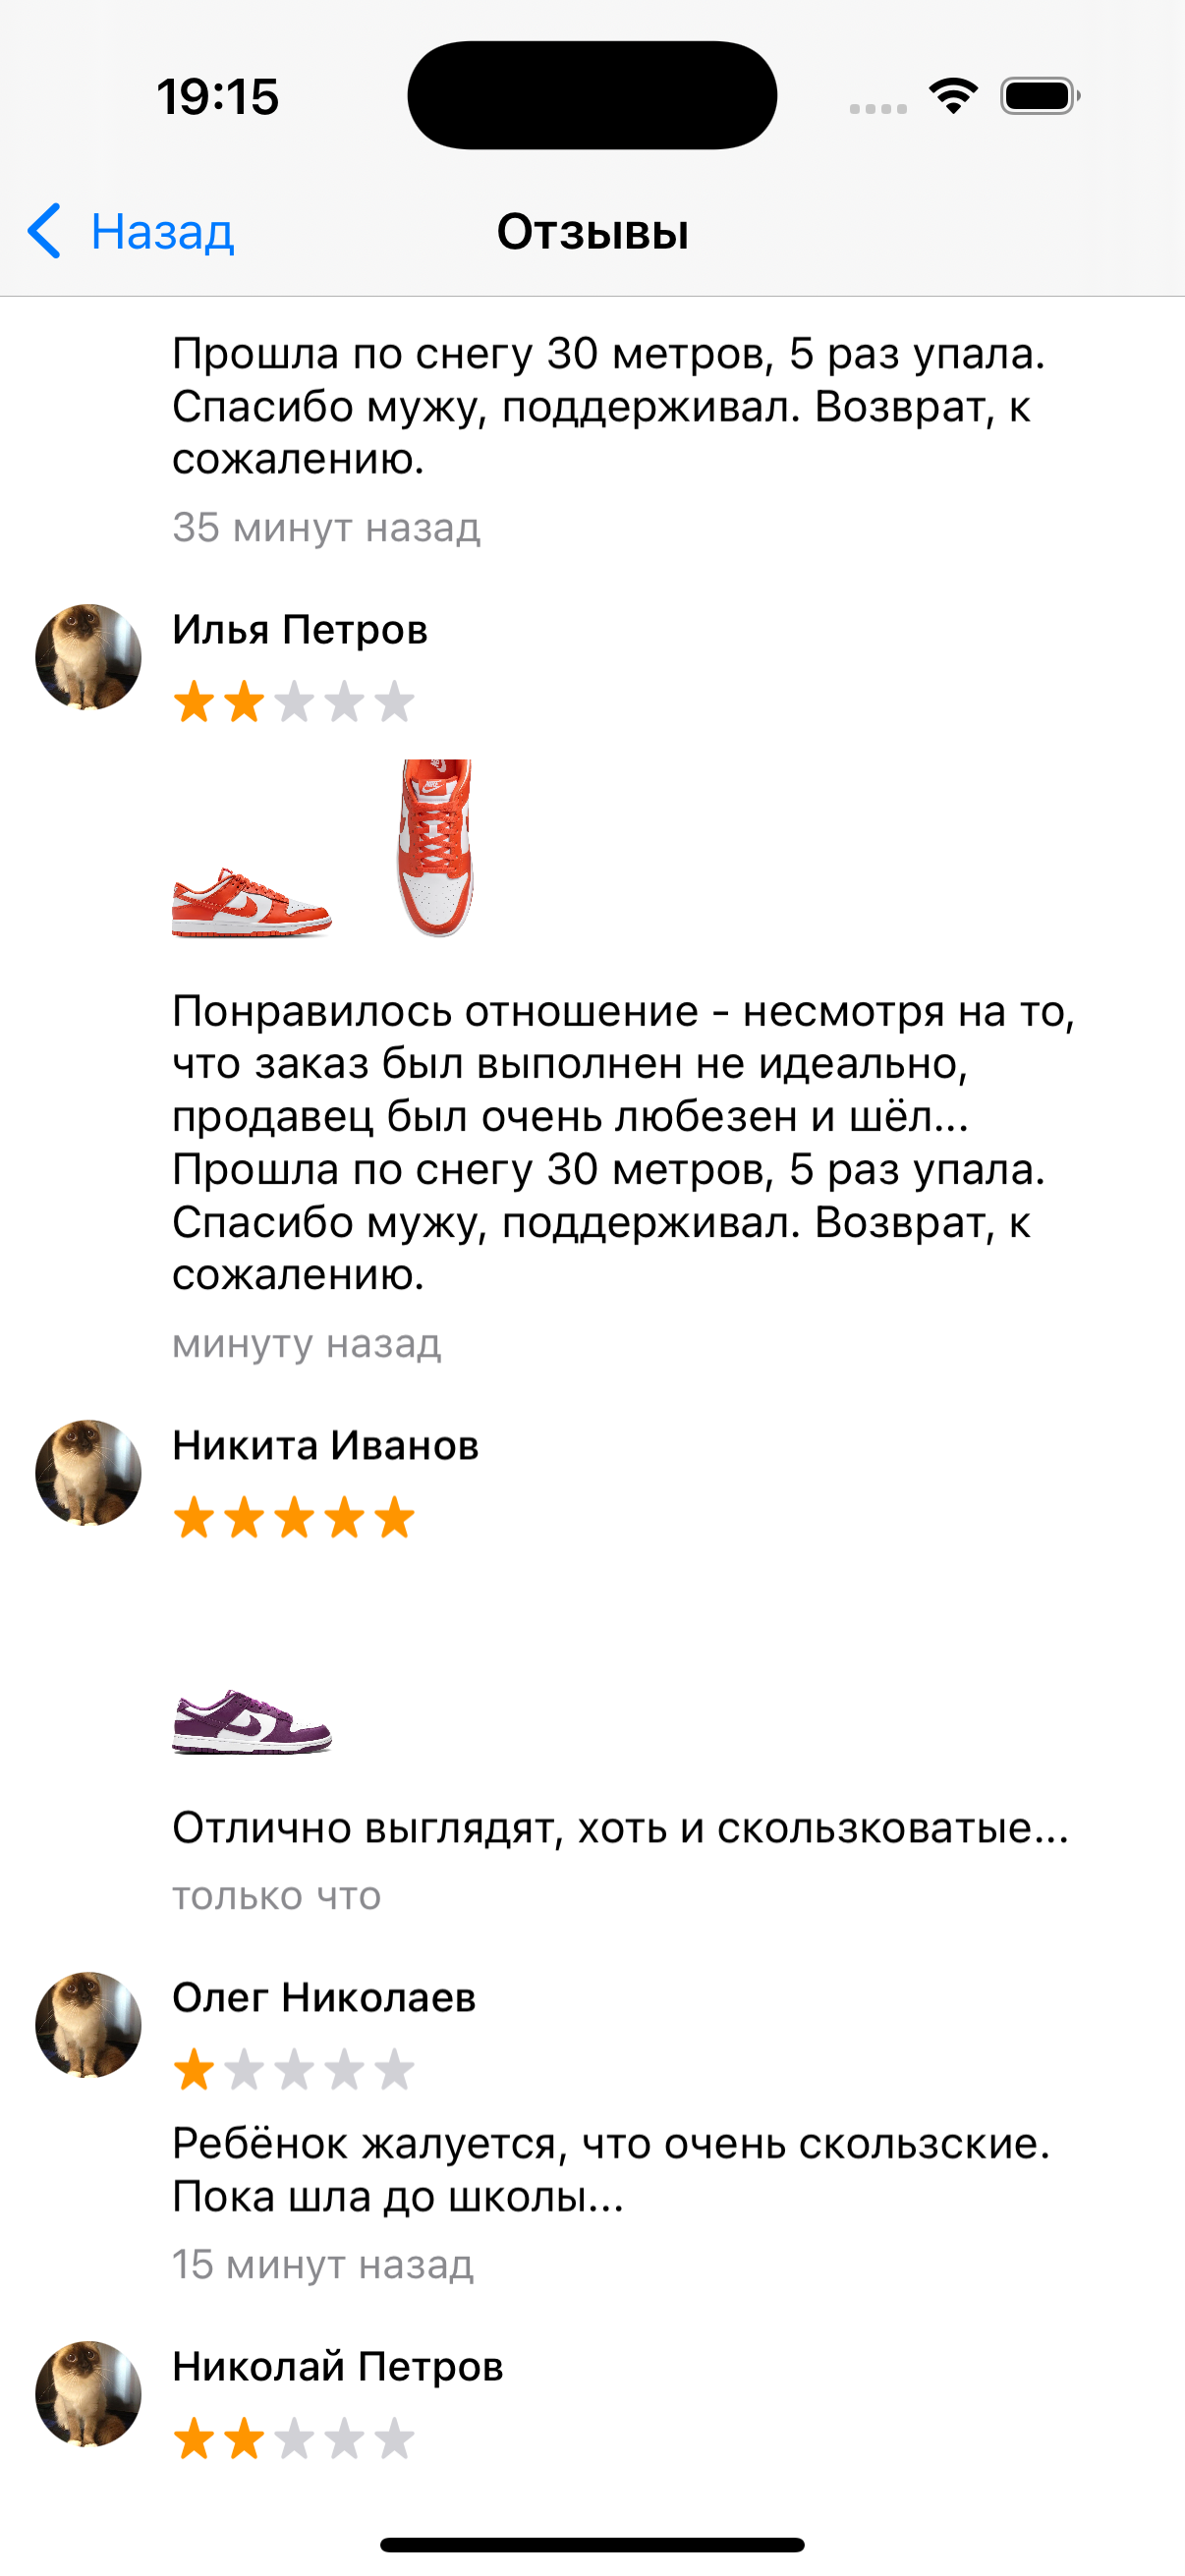 19:15
Назад
Отзывы
Прошла по снегу 30 метров, 5 раз упала.
Спасибо мужу, поддерживал. Возврат, к
сожалению.
35 минут назад
Илья Петров
Понравилось отношение - несмотря на то,
что заказ был выполнен не идеально,
продавец был очень любезен и шёл...
Прошла по снегу 30 метров, 5 раз упала.
Спасибо мужу, поддерживал. Возврат, к
сожалению.
минуту назад
Никита Иванов
Отлично выглядят, хоть и скользковатые...
только что
Олег Николаев
Ребёнок жалуется, что очень скользские.
Пока шла до школы...
15 минут назад
Николай Петров